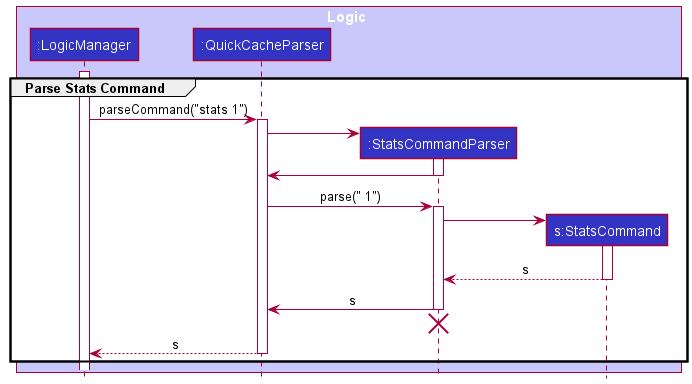 Logic
:LogicManager
:QuickCacheParser
Parse Stats Command
parseCommand("stats 1")
:StatsCommandParser
parse(" 1")
s:StatsCommand
s
s
s